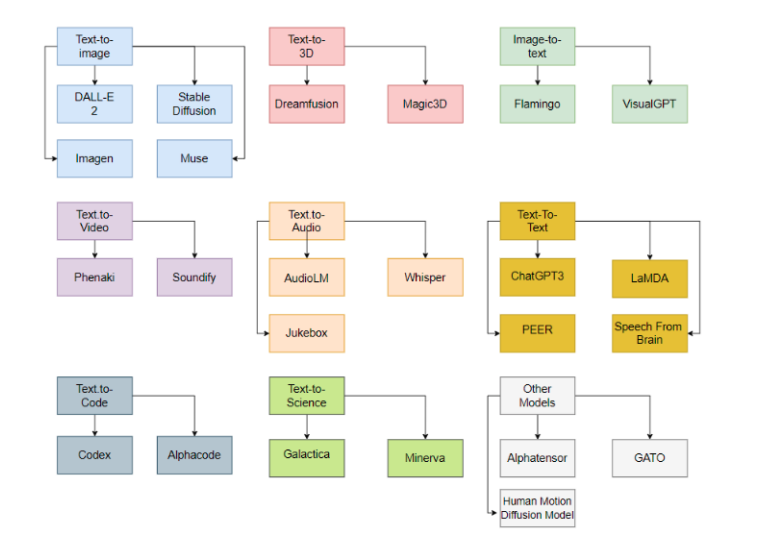 Text-to-
image
Text-to-
3D
Image-to-
text
DALL-E
2
Stable
Diffusion
Dreamfusion
Magic3D
Flamingo
VisualGPT
Imagen
Muse
Text.to-
Video
Text.to-
Audio
Text-To-
Text
Phenaki
Soundify
AudioLM
Whisper
ChatGPT3
LaMDA
Jukebox
PEER
Speech From
Brain
Text.to-
Code
Text-to-
Science
Other
Models
Codex
Alphacode
Galactica
Minerva
Alphatensor
GATO
Human Motion
Diffusion Model